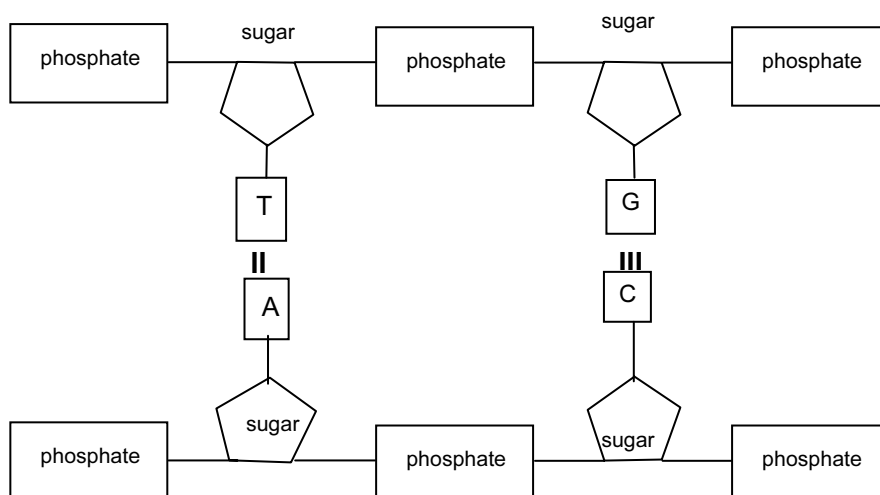 sugar
sugar
phosphate
phosphate
phosphate
T
G
II
III
A
C
sugar
sugar
phosphate
phosphate
phosphate